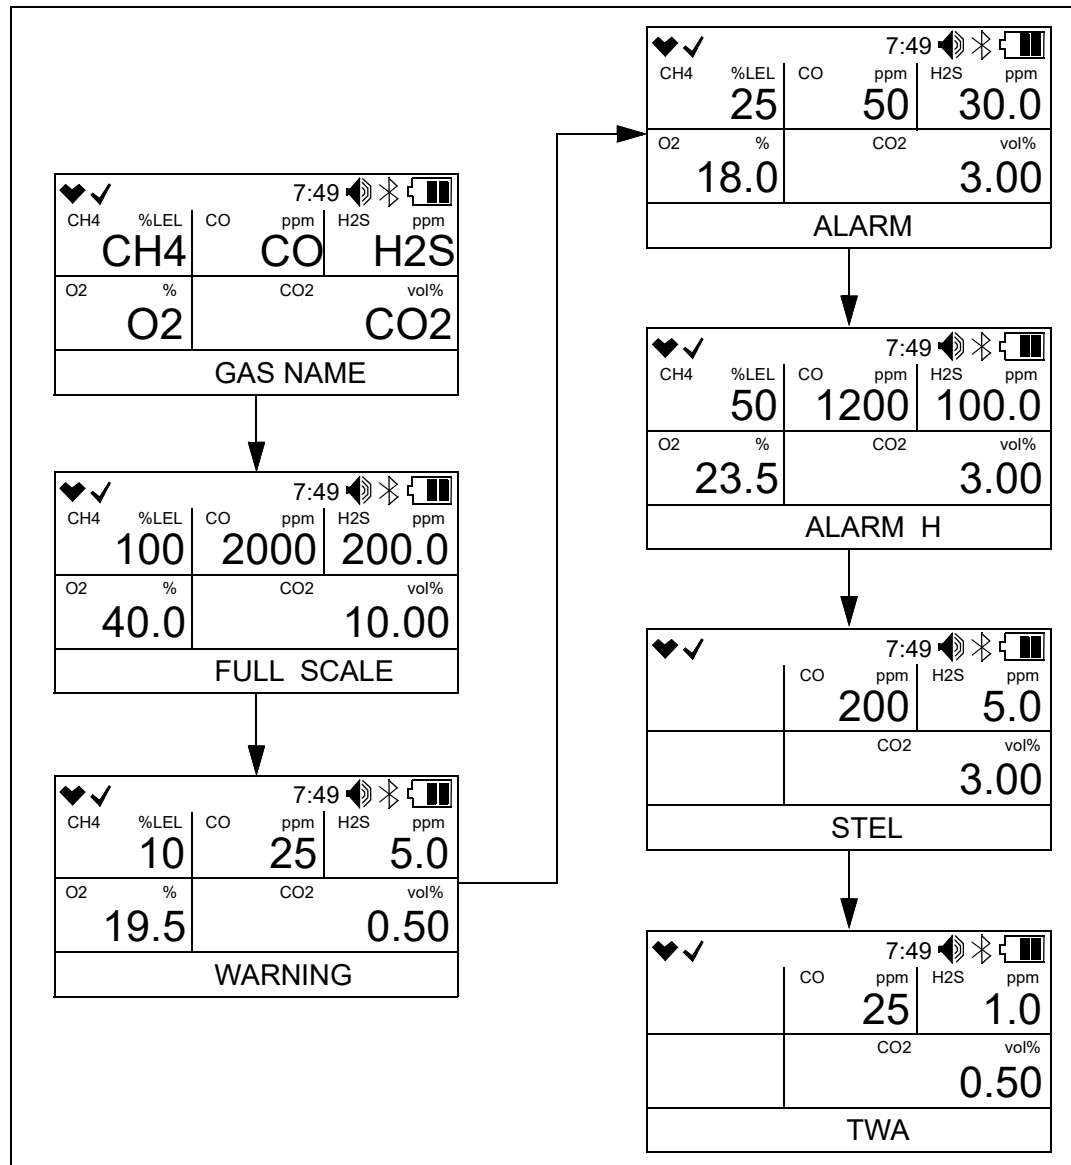 7:49
CH4 %LEL CO ppm H2S ppm
CH4 CO H2S
O2 % CO2 vol%
O2 CO2
GAS NAME
7:49
CH4 %LEL CO ppm H2S ppm
100 2000 200.0
O2 % CO2 vol%
40.0 10.00
FULL SCALE
7:49
CH4 %LEL CO ppm H2S ppm
10 25 5.0
O2 % CO2 vol%
19.5 0.50
WARNING
7:49
CH4 %LEL CO ppm H2S ppm
25 50 30.0
O2 % CO2 vol%
18.0 3.00
ALARM
7:49
CH4 %LEL CO ppm H2S ppm
50 1200 100.0
O2 % CO2 vol%
23.5 3.00
ALARM H
7:49
CO ppm H2S ppm
200 5.0
CO2 vol%
3.00
STEL
7:49
CO ppm H2S ppm
25 1.0
CO2 vol%
0.50
TWA